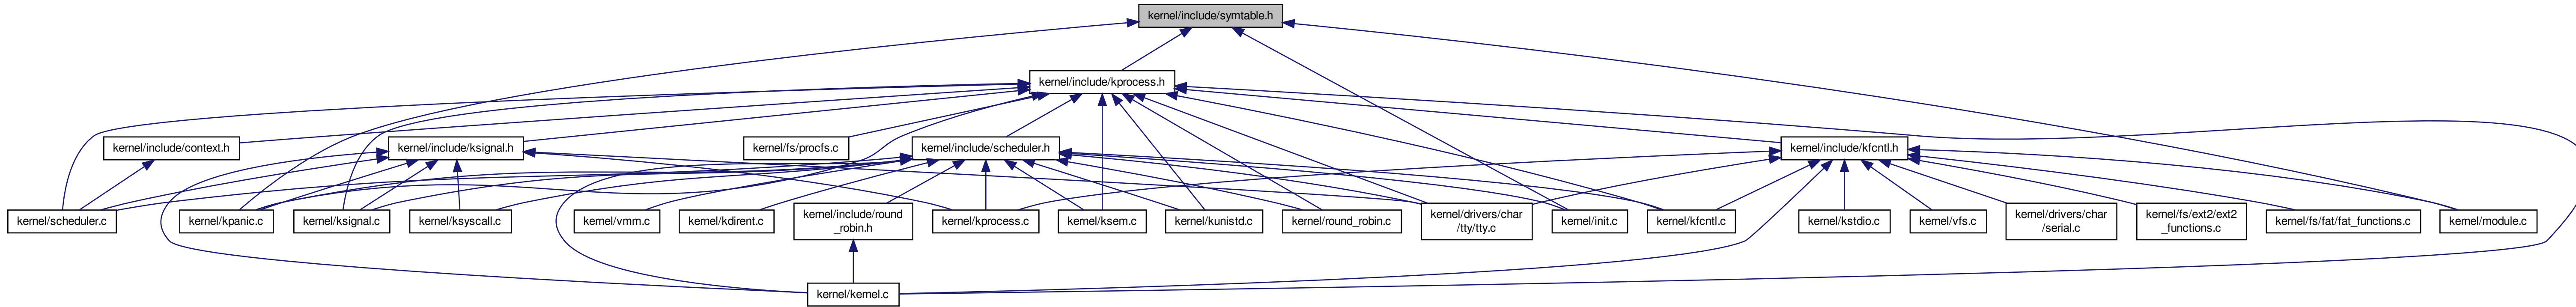 kernel/include/symtable.h
kernel/include/kprocess.h
kernel/include/context.h
kernel/include/ksignal.h
kernel/fs/procfs.c
kernel/include/scheduler.h
kernel/include/kfcntl.h
kernel/scheduler.c
kernel/kpanic.c
kernel/ksignal.c
kernel/ksyscall.c
kernel/vmm.c
kernel/kdirent.c
kernel/include/round
_robin.h
kernel/kprocess.c
kernel/ksem.c
kernel/kunistd.c
kernel/round_robin.c
kernel/drivers/char
/tty/tty.c
kernel/init.c
kernel/kfcntl.c
kernel/kstdio.c
kernel/vfs.c
kernel/drivers/char
/serial.c
kernel/fs/ext2/ext2
_functions.c
kernel/fs/fat/fat_functions.c
kernel/module.c
kernel/kernel.c